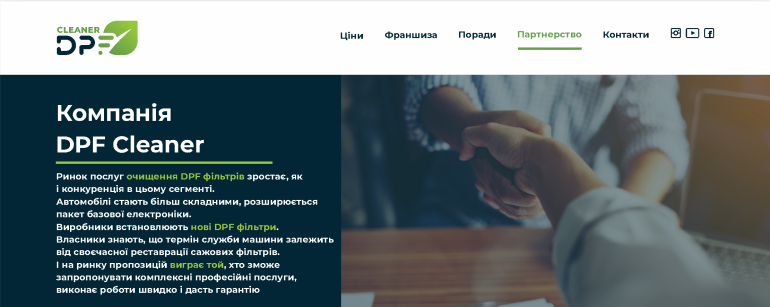 CLEANER
DPF
Ціни
Франшиза
Поради
Партнерство
Контакти
Компанія
DPF Cleaner
Ринок послуг очищення DPF фільтрів зростає, як
і конкуренція в цьому сегменті.
Автомобілі стають більш складними, розширюється
пакет базової електроніки.
Виробники встановлюють нові DPF фільтри.
Власники знають, що термін служби машини залежить
від своєчасної реставрації сажових фільтрів.
І на ринку пропозицій виграє той, хто зможе
запропонувати комплексні професійні послуги,
виконає роботи швидко і дасть гарантію